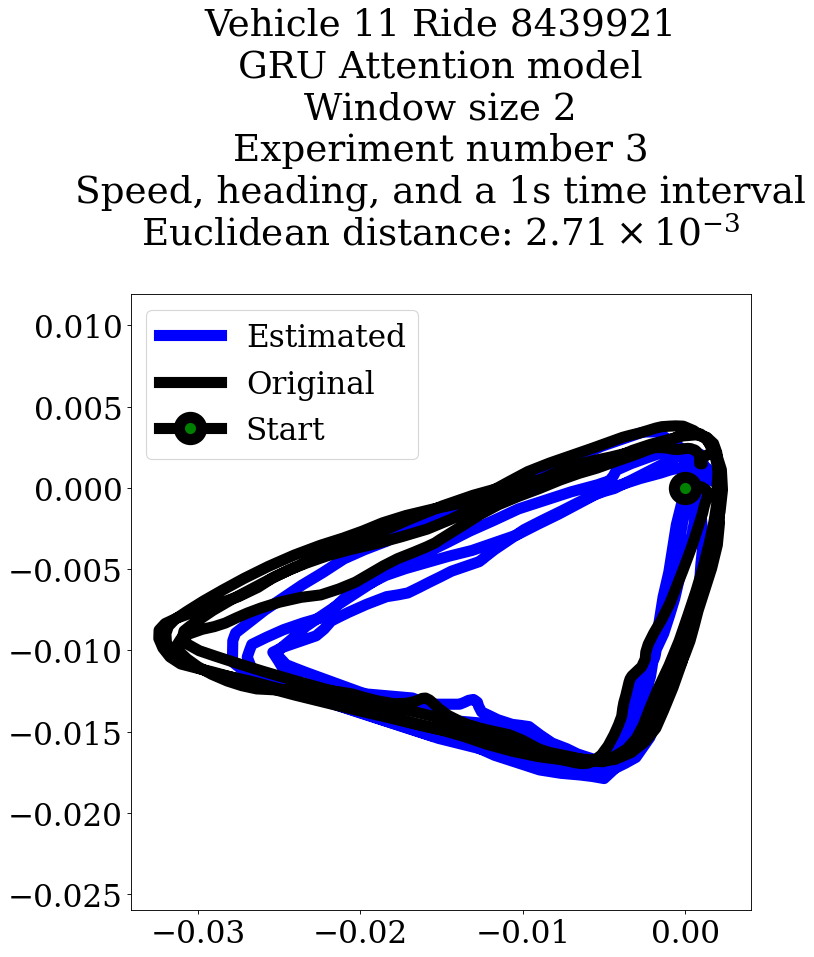 Vehicle 11 Ride 8439921
GRU Attention model
Window size 2
Experiment number 3
Speed, heading, and a 1s time interval
Euclidean distance: 2.71 × 10⁻³
Estimated
Original
Start
0.010
0.005
0.000
−0.005
−0.010
−0.015
−0.020
−0.025
−0.03 −0.02 −0.01 0.00